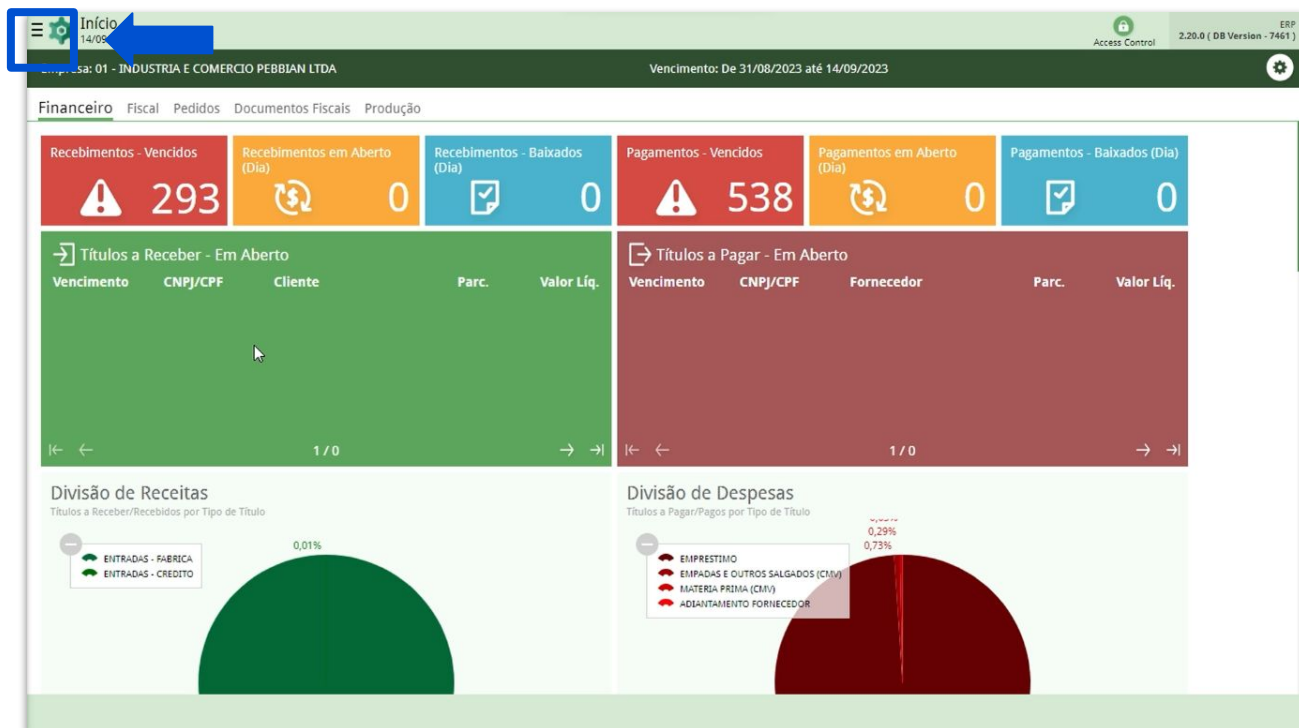 Início
14/09
ERP
Access Control
2.20.0 ( DB Version - 7461 )
Empresa: 01 - INDUSTRIA E COMERCIO PEBBIAN LTDA
Vencimento: De 31/08/2023 até 14/09/2023
Financeiro Fiscal Pedidos Documentos Fiscais Produção
Recebimentos - Vencidos
293
Recebimentos em Aberto
(Dia)
0
Recebimentos - Baixados
(Dia)
0
Pagamentos - Vencidos
538
Pagamentos em Aberto
(Dia)
0
Pagamentos - Baixados (Dia)
0
Títulos a Receber - Em Aberto
Vencimento CNPJ/CPF Cliente Parc. Valor Líq.
1 / 0
Títulos a Pagar - Em Aberto
Vencimento CNPJ/CPF Fornecedor Parc. Valor Líq.
1 / 0
Divisão de Receitas
Títulos a Receber/Recebidos por Tipo de Título
0,01%
ENTRADAS - FABRICA
ENTRADAS - CREDITO
Divisão de Despesas
Títulos a Pagar/Pagos por Tipo de Título
0,29%
0,73%
EMPRESTIMO
EMPADAS E OUTROS SALGADOS (CMV)
MATERIA PRIMA (CMV)
ADIANTAMENTO FORNECEDOR